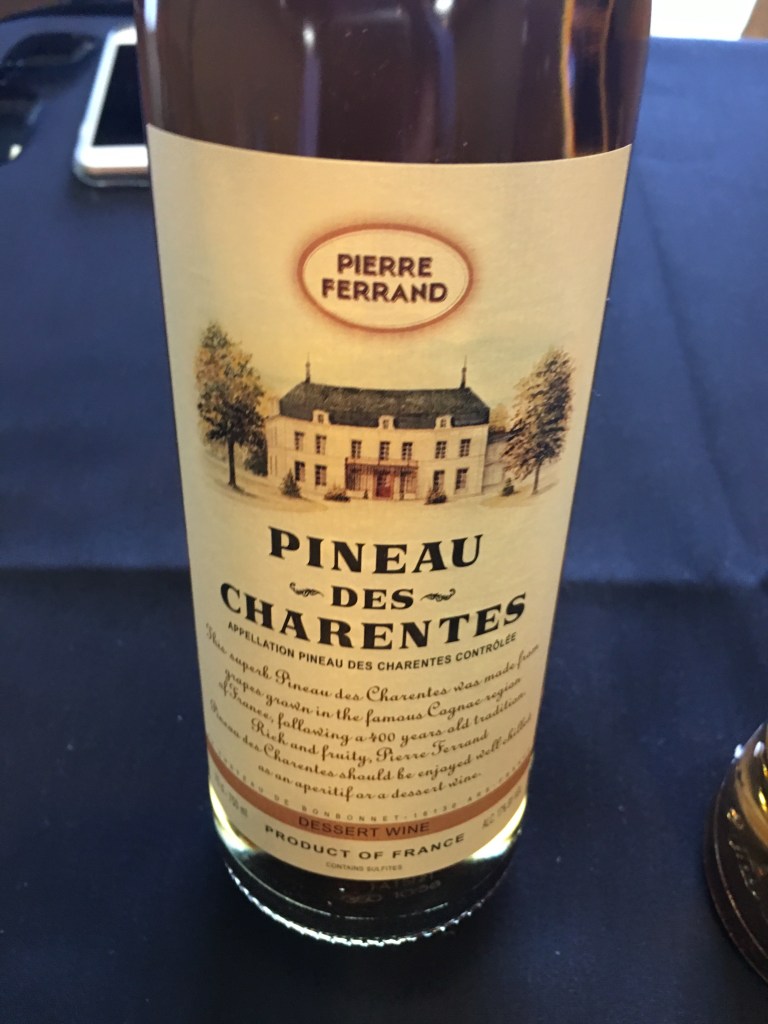 PIERRE
FERRAND
PINEAU
DES
CHARENTES
APPELLATION PINEAU DES CHARENTES CONTRÔLÉE
This superb Pineau des Charentes was made from
grapes grown in the famous Cognac region
of France, following a 400 years old tradition.
Rich and fruity, Pierre Ferrand
Pineau des Charentes should be enjoyed well chilled
as an aperitif or a dessert wine.
DE BONBONNET-16130
DESSERT WINE
PRODUCT OF FRANCE
CONTAINS SULFITES